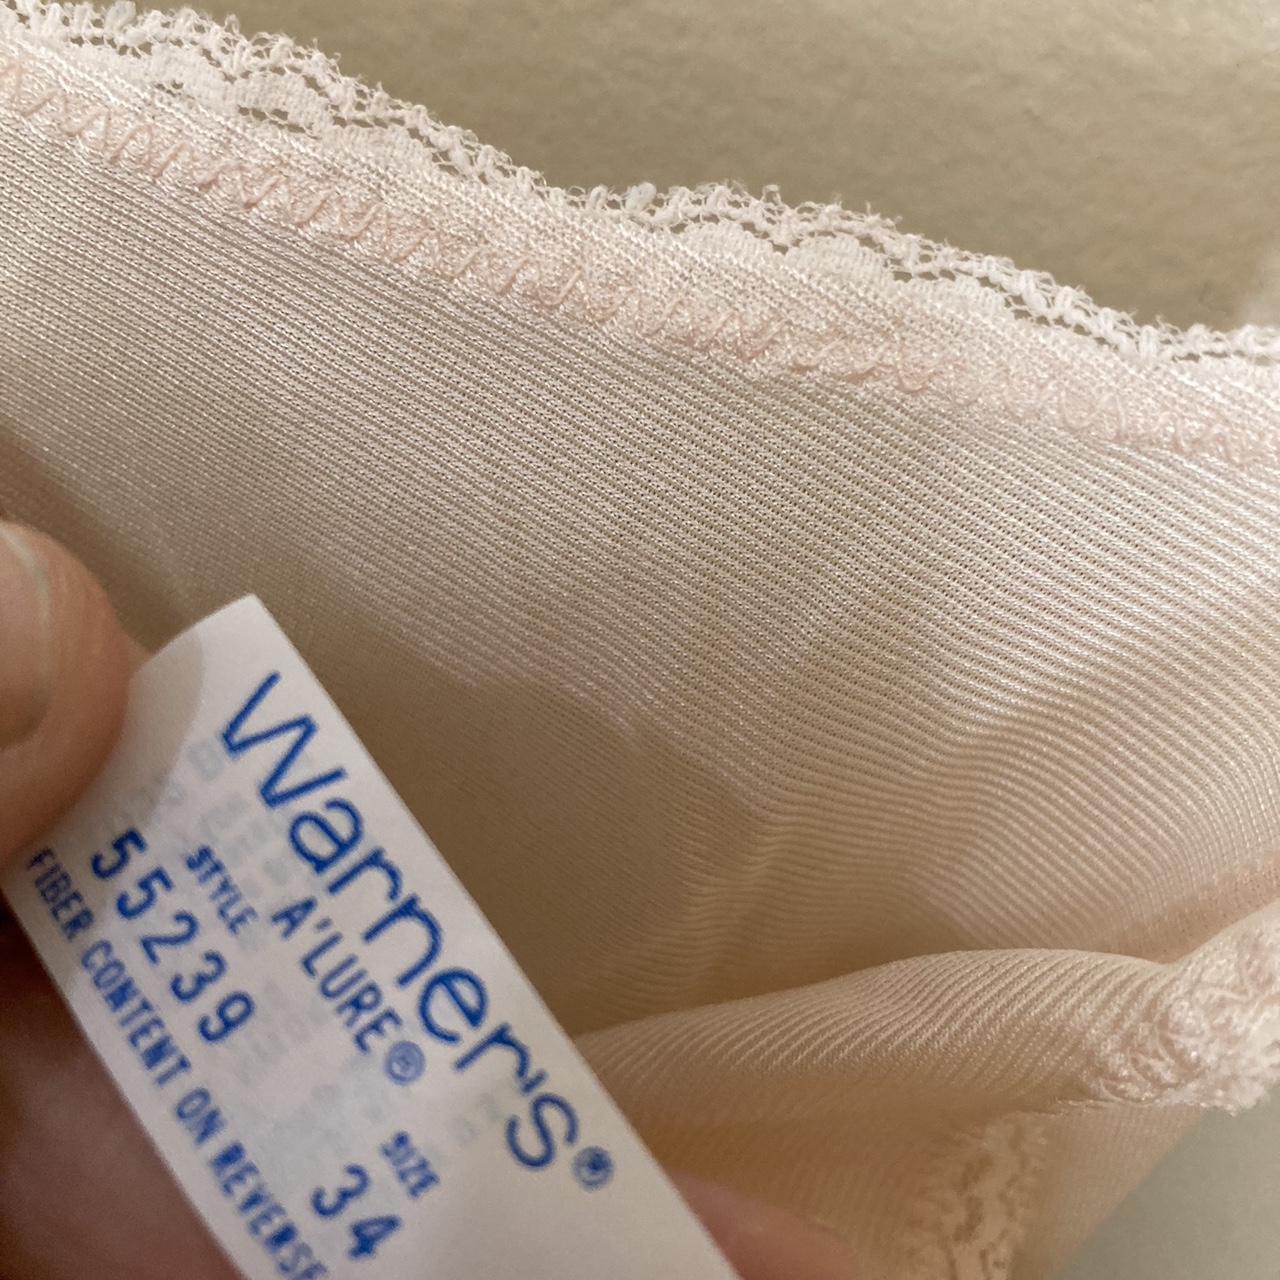 Warner's®
A'LURE®
STYLE SIZE
55239 34
FIBER CONTENT ON REVERSE